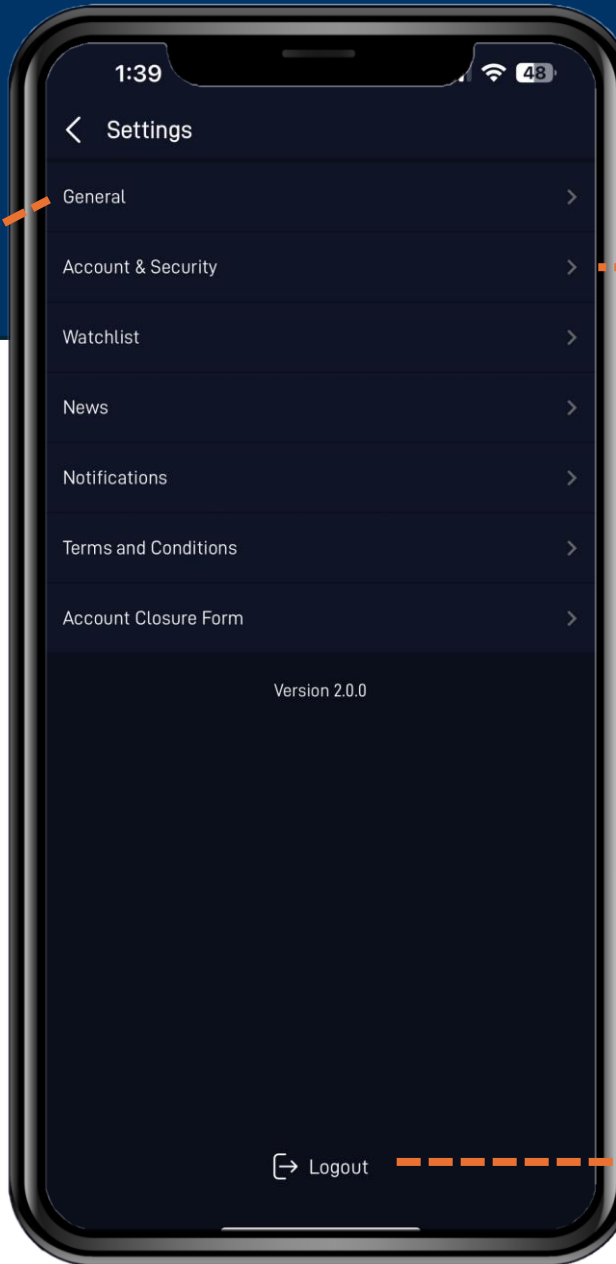 1:39
48
Settings
General
Account & Security
Watchlist
News
Notifications
Terms and Conditions
Account Closure Form
Version 2.0.0
Logout